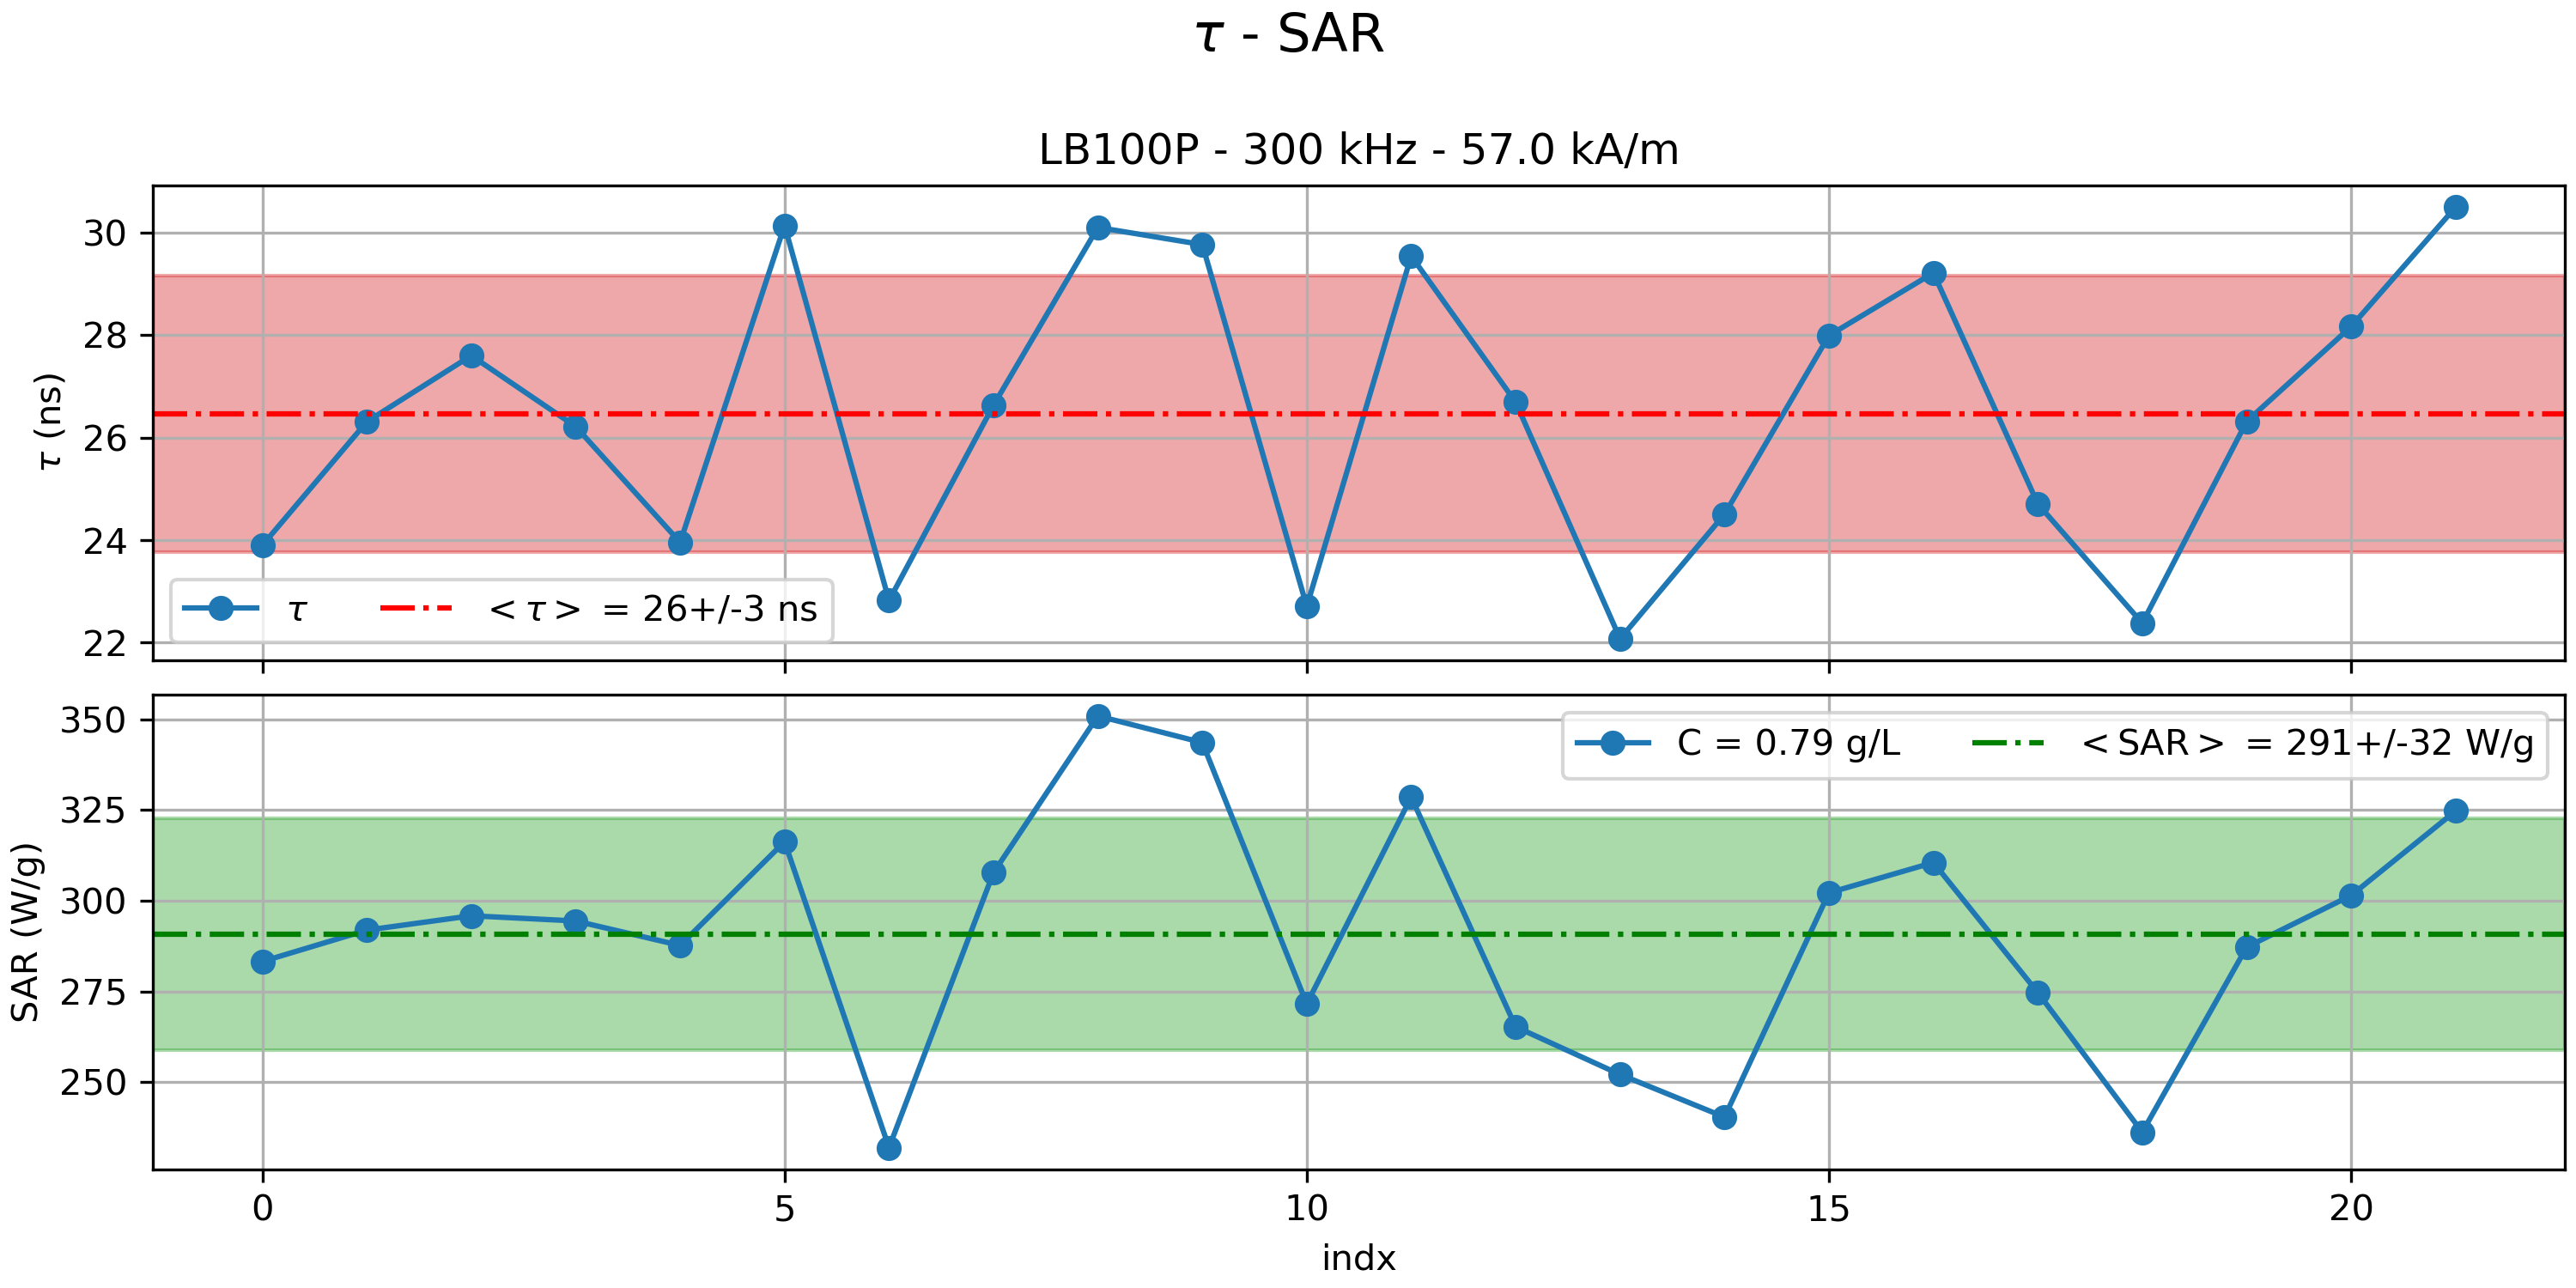 τ - SAR
LB100P - 300 kHz - 57.0 kA/m
30
28
26
24
22
τ (ns)
τ
<τ> = 26+/-3 ns
350
325
300
275
250
SAR (W/g)
C = 0.79 g/L
<SAR> = 291+/-32 W/g
0 5 10 15 20
indx